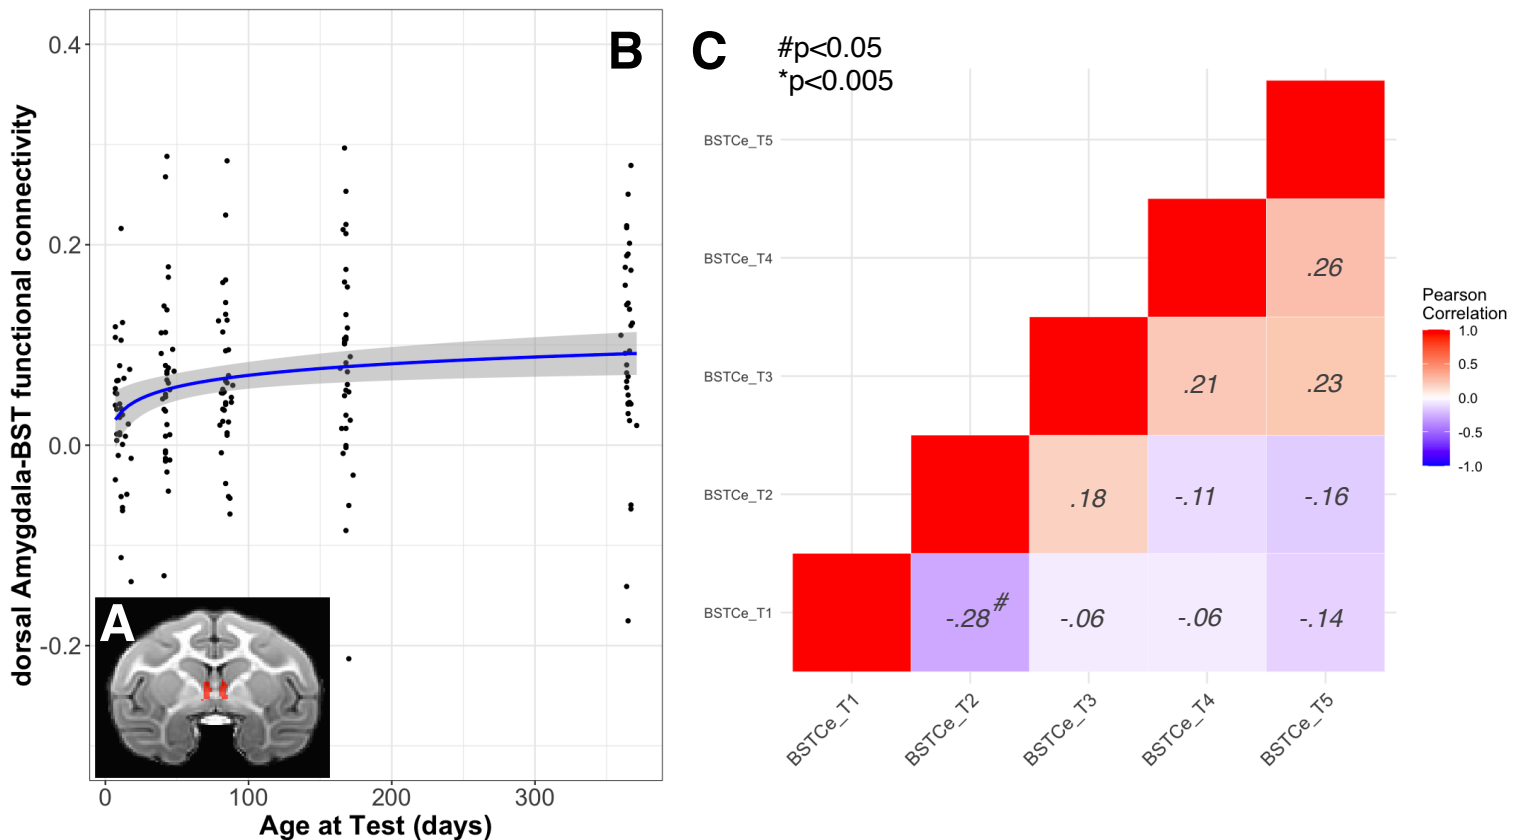 B
0.4
0.2
0.0
-0.2
dorsal Amygdala-BST functional connectivity
A
0
100
200
300
Age at Test (days)
C
#p<0.05
*p<0.005
BSTCe_T5
BSTCe_T4
.26
BSTCe_T3
.21
.23
BSTCe_T2
.18
-.11
-.16
BSTCe_T1
-.28#
-.06
-.06
-.14
BSTCe_T1
BSTCe_T2
BSTCe_T3
BSTCe_T4
BSTCe_T5
Pearson
Correlation
1.0
0.5
0.0
-0.5
-1.0